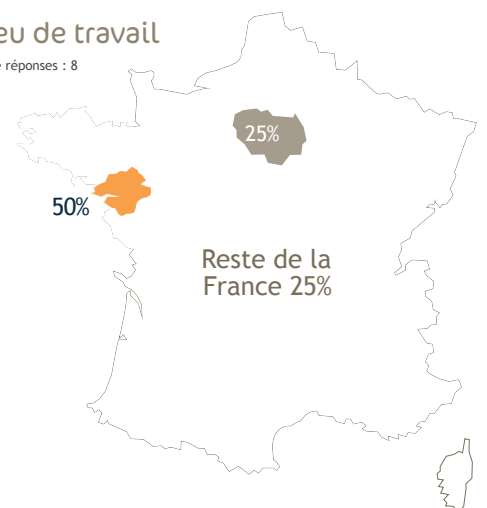 eu de travail
e réponses : 8
25%
50%
Reste de la
France 25%